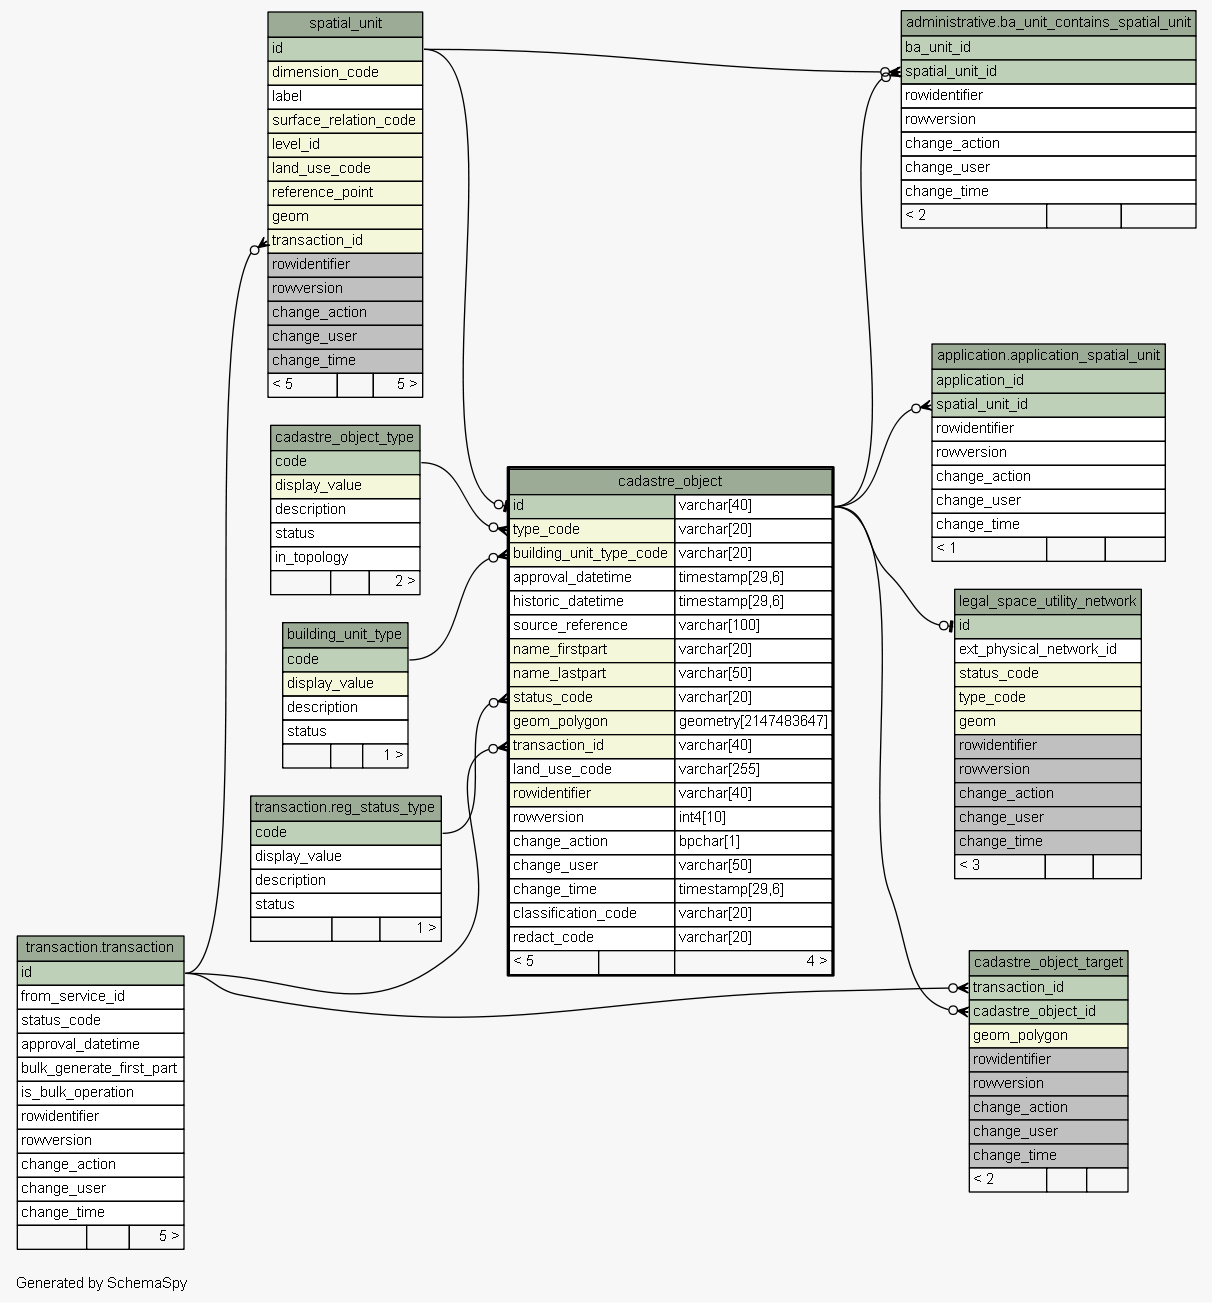 spatial_unit
id
dimension_code
label
surface_relation_code
level_id
land_use_code
reference_point
geom
transaction_id
rowidentifier
rowversion
change_action
change_user
change_time
< 5 5 >
administrative.ba_unit_contains_spatial_unit
ba_unit_id
spatial_unit_id
rowidentifier
rowversion
change_action
change_user
change_time
< 2
application.application_spatial_unit
application_id
spatial_unit_id
rowidentifier
rowversion
change_action
change_user
change_time
< 1
cadastre_object_type
code
display_value
description
status
in_topology
2 >
building_unit_type
code
display_value
description
status
1 >
transaction.reg_status_type
code
display_value
description
status
1 >
cadastre_object
id varchar[40]
type_code varchar[20]
building_unit_type_code varchar[20]
approval_datetime timestamp[29,6]
historic_datetime timestamp[29,6]
source_reference varchar[100]
name_firstpart varchar[20]
name_lastpart varchar[50]
status_code varchar[20]
geom_polygon geometry[2147483647]
transaction_id varchar[40]
land_use_code varchar[255]
rowidentifier varchar[40]
rowversion int4[10]
change_action bpchar[1]
change_user varchar[50]
change_time timestamp[29,6]
classification_code varchar[20]
redact_code varchar[20]
< 5 4 >
legal_space_utility_network
id
ext_physical_network_id
status_code
type_code
geom
rowidentifier
rowversion
change_action
change_user
change_time
< 3
transaction.transaction
id
from_service_id
status_code
approval_datetime
bulk_generate_first_part
is_bulk_operation
rowidentifier
rowversion
change_action
change_user
change_time
5 >
cadastre_object_target
transaction_id
cadastre_object_id
geom_polygon
rowidentifier
rowversion
change_action
change_user
change_time
< 2
Generated by SchemaSpy